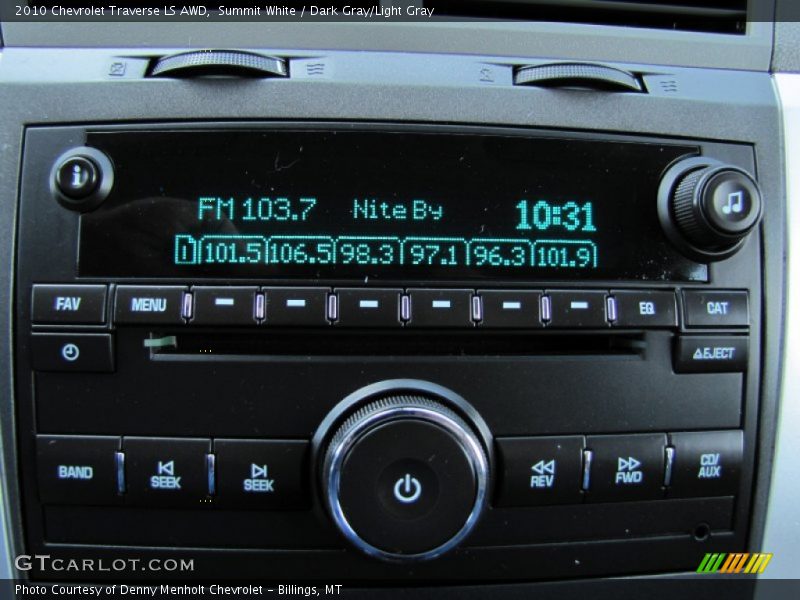 2010 Chevrolet Traverse LS AWD, Summit White / Dark Gray/Light Gray
i
FM 103.7 Nite By 10:31
1 101.5 106.5 98.3 97.1 96.3 101.9
FAV MENU EQ CAT
EJECT
BAND SEEK SEEK REV FWD CD/AUX
GTCARLOT.COM
Photo Courtesy of Denny Menholt Chevrolet - Billings, MT